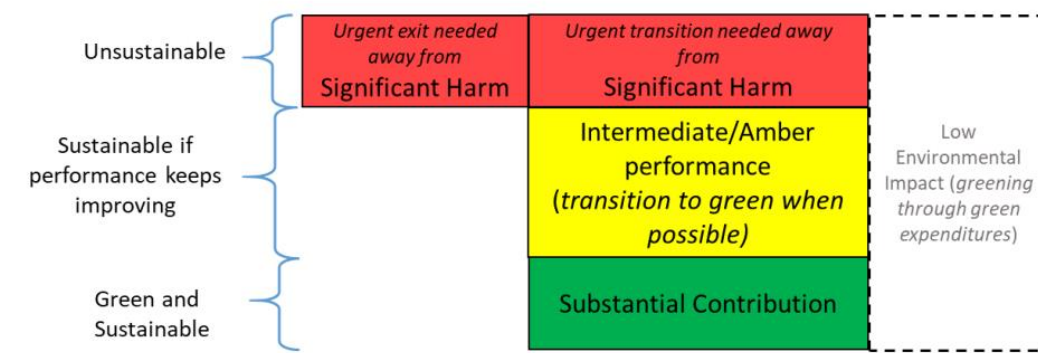 Unsustainable
Urgent exit needed
away from
Significant Harm
Urgent transition needed away
from
Significant Harm
Sustainable if
performance keeps
improving
Intermediate/Amber
performance
(transition to green when
possible)
Low
Environmental
Impact (greening
through green
expenditures)
Green and
Sustainable
Substantial Contribution